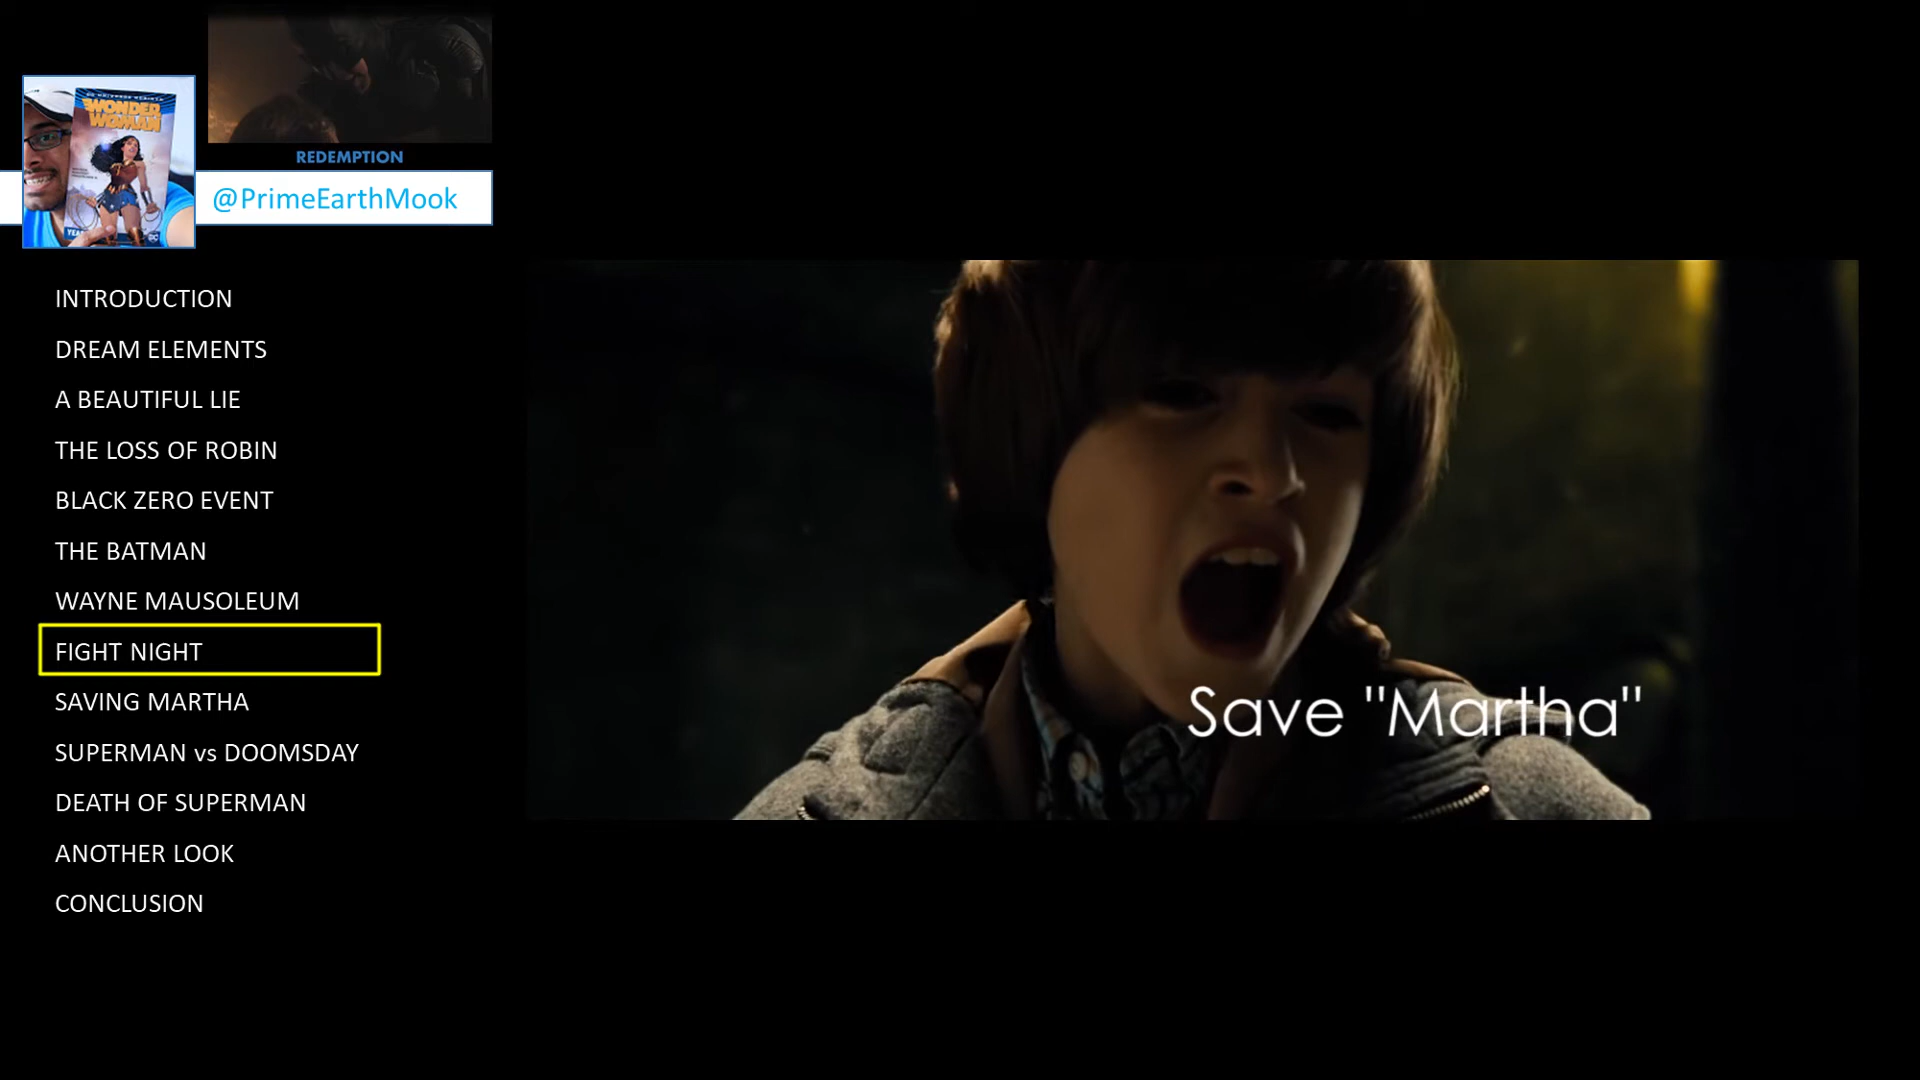 WONDER
WOMAN
REDEMPTION
@PrimeEarthMook
INTRODUCTION
DREAM ELEMENTS
A BEAUTIFUL LIE
THE LOSS OF ROBIN
BLACK ZERO EVENT
THE BATMAN
WAYNE MAUSOLEUM
FIGHT NIGHT
SAVING MARTHA
SUPERMAN vs DOOMSDAY
DEATH OF SUPERMAN
ANOTHER LOOK
CONCLUSION
Save "Martha"